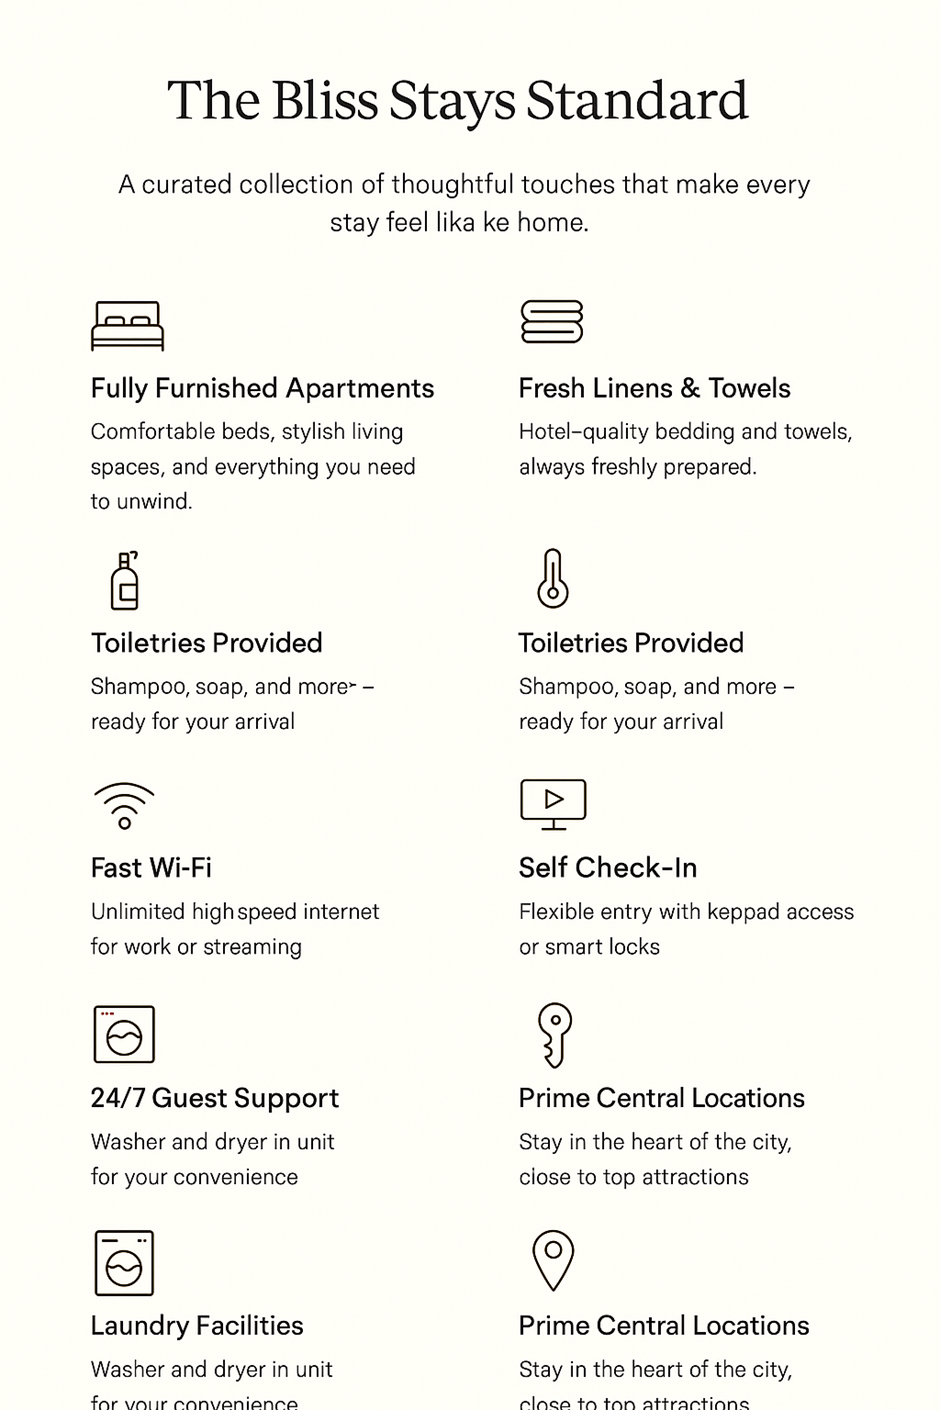 The Bliss Stays Standard
A curated collection of thoughtful touches that make every
stay feel lika ke home.
Fully Furnished Apartments
Comfortable beds, stylish living
spaces, and everything you need
to unwind.
Fresh Linens & Towels
Hotel-quality bedding and towels,
always freshly prepared.
Toiletries Provided
Shampoo, soap, and more –
ready for your arrival
Toiletries Provided
Shampoo, soap, and more –
ready for your arrival
Fast Wi-Fi
Unlimited high speed internet
for work or streaming
Self Check-In
Flexible entry with keppad access
or smart locks
24/7 Guest Support
Washer and dryer in unit
for your convenience
Prime Central Locations
Stay in the heart of the city,
close to top attractions
Laundry Facilities
Washer and dryer in unit
for your convenience
Prime Central Locations
Stay in the heart of the city,
close to top attractions